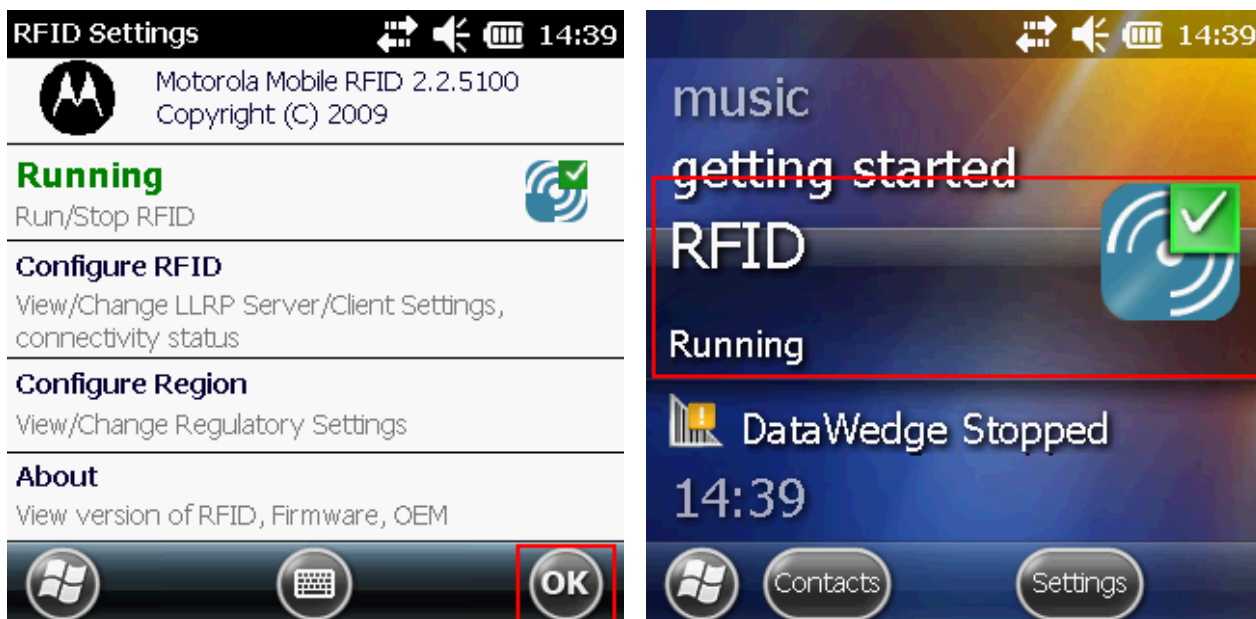 RFID Settings 14:39
Motorola Mobile RFID 2.2.5100
Copyright (C) 2009
Running
Run/Stop RFID
Configure RFID
View/Change LLRP Server/Client Settings,
connectivity status
Configure Region
View/Change Regulatory Settings
About
View version of RFID, Firmware, OEM
OK
14:39
music
getting started
RFID
Running
DataWedge Stopped
14:39
Contacts Settings